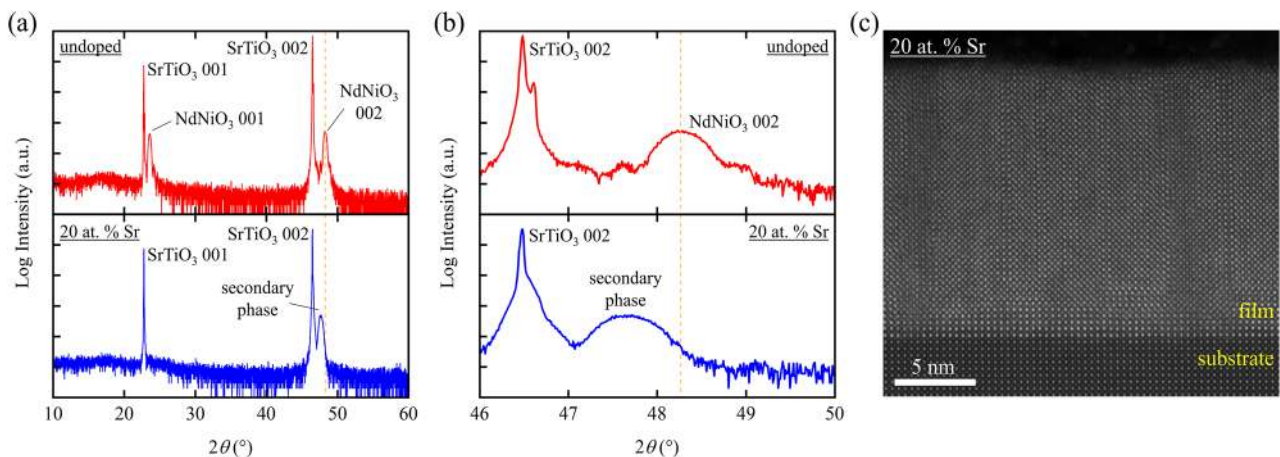 (a)
undoped
SrTiO₃ 002
SrTiO₃ 001
NdNiO₃ 001
NdNiO₃
002
20 at. % Sr
SrTiO₃ 002
SrTiO₃ 001
secondary
phase
Log Intensity (a.u.)
10 20 30 40 50 60
2θ (°)
(b)
SrTiO₃ 002
undoped
NdNiO₃ 002
SrTiO₃ 002
20 at. % Sr
secondary
phase
Log Intensity (a.u.)
46 47 48 49 50
2θ (°)
(c)
20 at. % Sr
film
substrate
5 nm